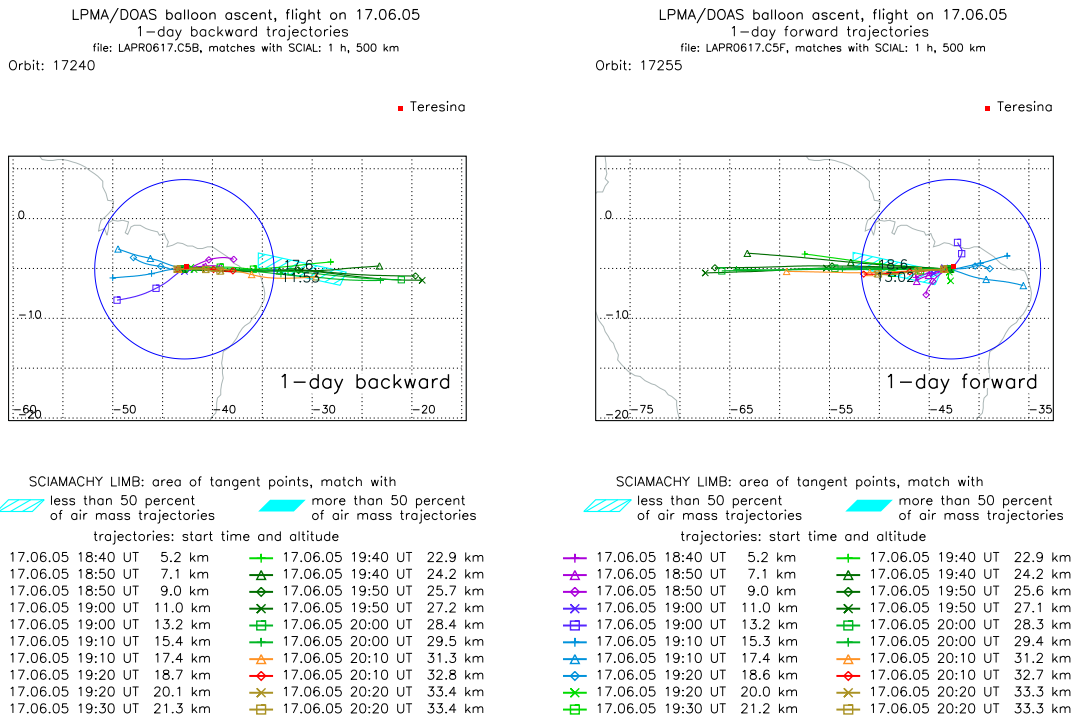 LPMA/DOAS balloon ascent, flight on 17.06.05
1-day backward trajectories
file: LAPR0617.C5B, matches with SCIAL: 1 h, 500 km
Orbit: 17240
Teresina
0
-10
-20
-60 -50 -40 -30 -20
17.6
11.53
1-day backward
SCIAMACHY LIMB: area of tangent points, match with
less than 50 percent
of air mass trajectories
more than 50 percent
of air mass trajectories
trajectories: start time and altitude
17.06.05 18:40 UT 5.2 km
17.06.05 18:50 UT 7.1 km
17.06.05 18:50 UT 9.0 km
17.06.05 19:00 UT 11.0 km
17.06.05 19:00 UT 13.2 km
17.06.05 19:10 UT 15.4 km
17.06.05 19:10 UT 17.4 km
17.06.05 19:20 UT 18.7 km
17.06.05 19:20 UT 20.1 km
17.06.05 19:30 UT 21.3 km
17.06.05 19:40 UT 22.9 km
17.06.05 19:40 UT 24.2 km
17.06.05 19:50 UT 25.7 km
17.06.05 19:50 UT 27.2 km
17.06.05 20:00 UT 28.4 km
17.06.05 20:00 UT 29.5 km
17.06.05 20:10 UT 31.3 km
17.06.05 20:10 UT 32.8 km
17.06.05 20:20 UT 33.4 km
17.06.05 20:20 UT 33.4 km
LPMA/DOAS balloon ascent, flight on 17.06.05
1-day forward trajectories
file: LAPR0617.C5F, matches with SCIAL: 1 h, 500 km
Orbit: 17255
Teresina
0
-10
-20
-75 -65 -55 -45 -35
18.6
13.02
1-day forward
SCIAMACHY LIMB: area of tangent points, match with
less than 50 percent
of air mass trajectories
more than 50 percent
of air mass trajectories
trajectories: start time and altitude
17.06.05 18:40 UT 5.2 km
17.06.05 18:50 UT 7.1 km
17.06.05 18:50 UT 9.0 km
17.06.05 19:00 UT 11.0 km
17.06.05 19:00 UT 13.2 km
17.06.05 19:10 UT 15.3 km
17.06.05 19:10 UT 17.4 km
17.06.05 19:20 UT 18.6 km
17.06.05 19:20 UT 20.0 km
17.06.05 19:30 UT 21.2 km
17.06.05 19:40 UT 22.9 km
17.06.05 19:40 UT 24.2 km
17.06.05 19:50 UT 25.6 km
17.06.05 19:50 UT 27.1 km
17.06.05 20:00 UT 28.3 km
17.06.05 20:00 UT 29.4 km
17.06.05 20:10 UT 31.2 km
17.06.05 20:10 UT 32.7 km
17.06.05 20:20 UT 33.3 km
17.06.05 20:20 UT 33.3 km